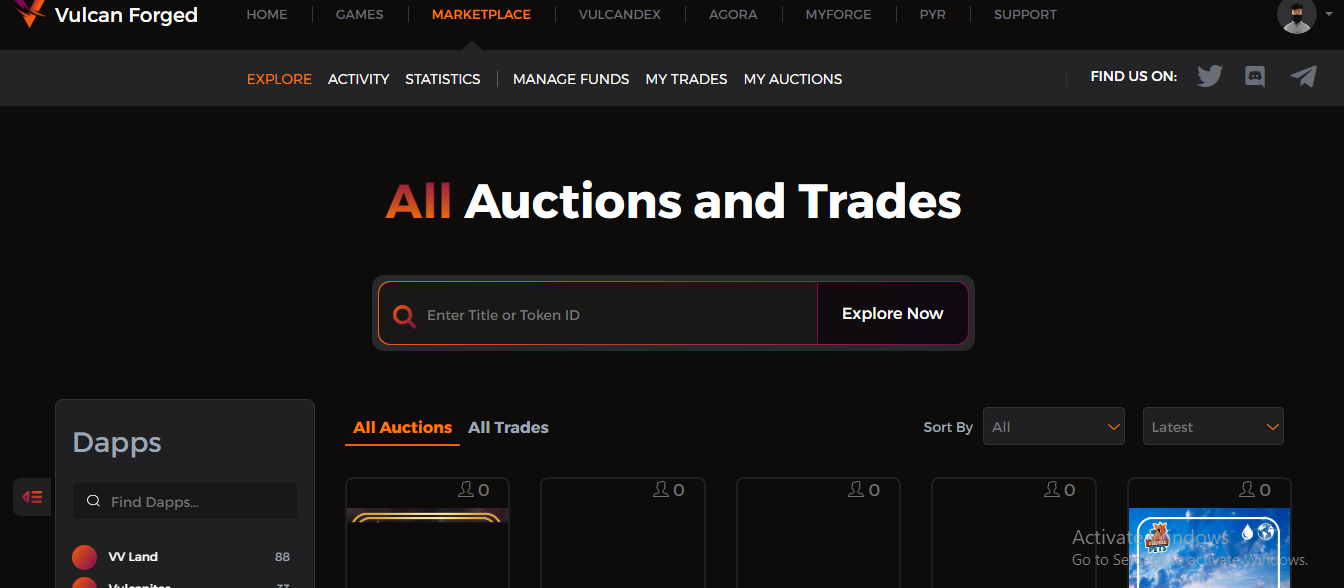 Vulcan Forged
HOME GAMES MARKETPLACE VULCANDEX AGORA MYFORGE PYR SUPPORT
EXPLORE ACTIVITY STATISTICS MANAGE FUNDS MY TRADES MY AUCTIONS FIND US ON:
All Auctions and Trades
Enter Title or Token ID Explore Now
Dapps
Find Dapps...
VV Land 88
Vulcanites 33
All Auctions All Trades Sort By All Latest
0 0 0 0 0
Activate Windows
Go to Settings to activate Windows.